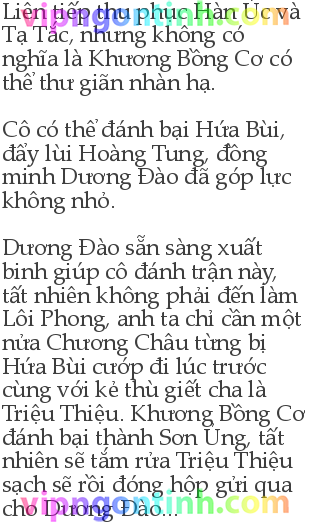 vipngontinh.com
Liên tiếp thu phục Hàn Úc và
Tạ Tắc, nhưng không có
nghĩa là Khương Bồng Cơ có
thể thư giãn nhàn hạ.
Cô có thể đánh bại Hứa Bùi,
đẩy lùi Hoàng Tung, đồng
minh Dương Đào đã góp lực
không nhỏ.
Dương Đào sẵn sàng xuất
binh giúp cô đánh trận này,
tất nhiên không phải đến làm
Lôi Phong, anh ta chỉ cần một
nửa Chương Châu từng bị
Hứa Bùi cướp đi lúc trước
cùng với kẻ thù giết cha là
Triệu Thiệu. Khương Bồng Cơ
đánh bại thành Sơn Ủng, tất
nhiên sẽ tắm rửa Triệu Thiệu
sạch sẽ rồi đóng hộp gửi qua
cho Dương Đào...
vipngontinh.com